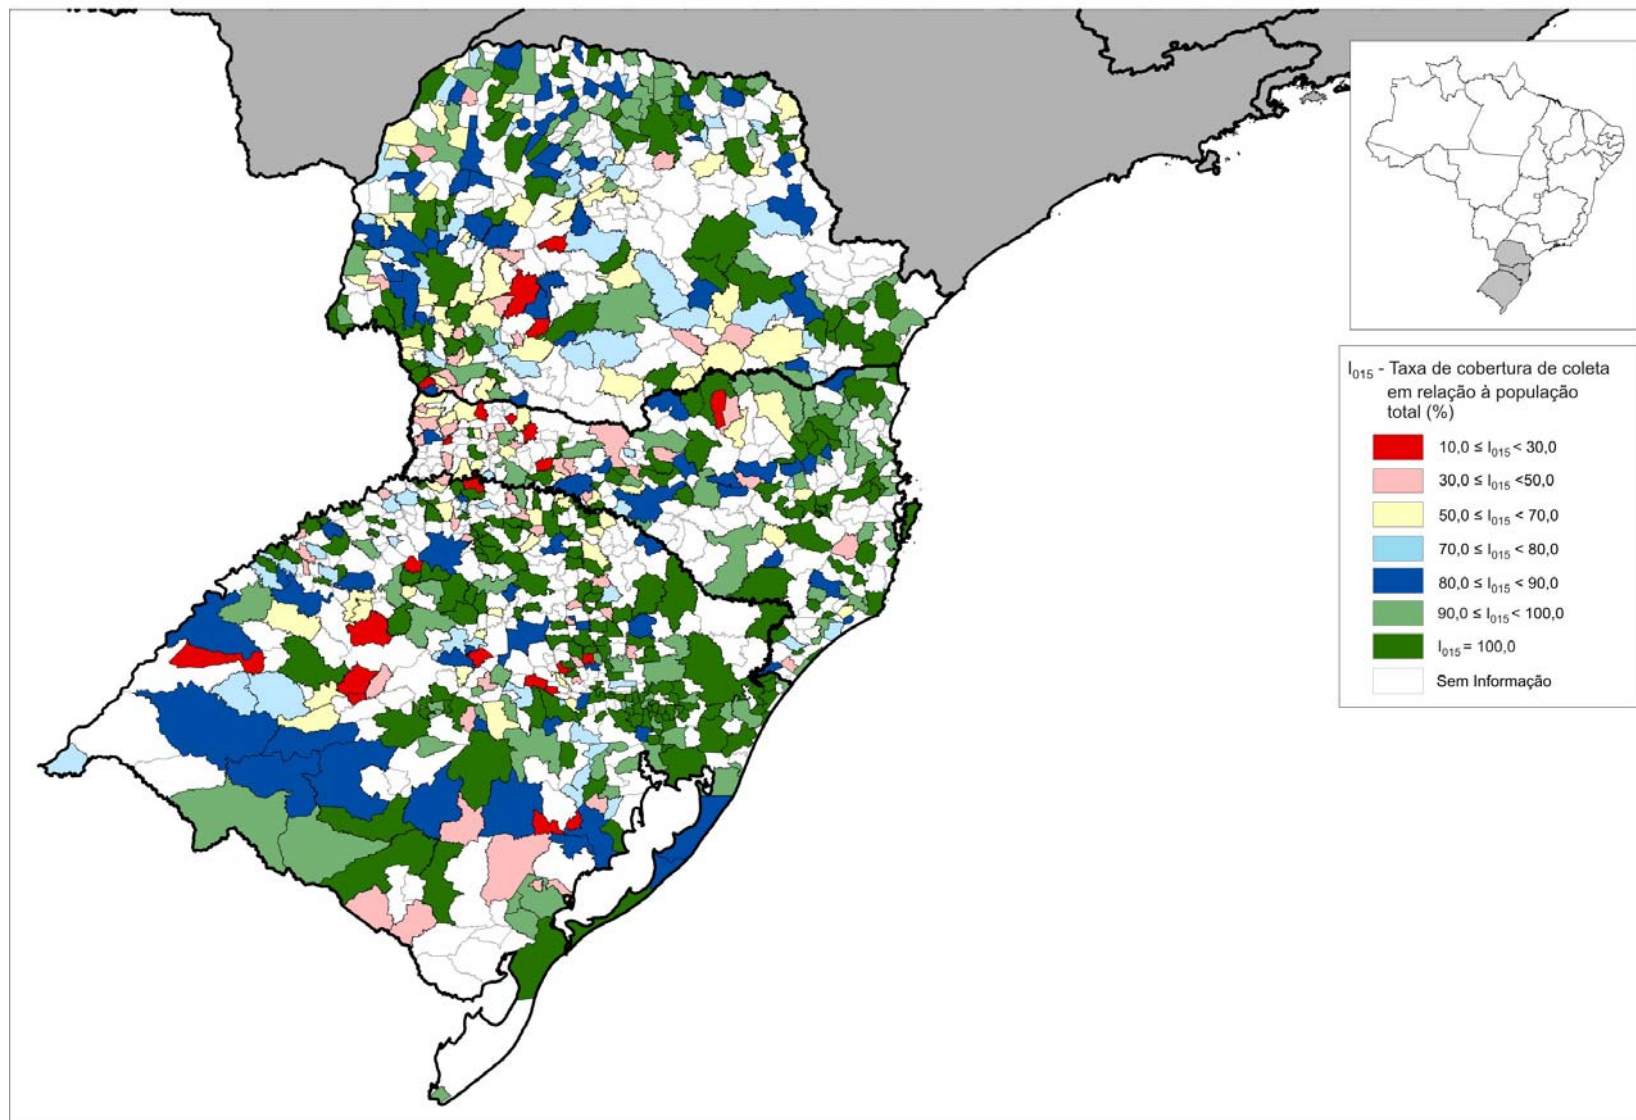 I015 - Taxa de cobertura de coleta
em relação à população
total (%)
10,0 ≤ I015 < 30,0
30,0 ≤ I015 <50,0
50,0 ≤ I015 < 70,0
70,0 ≤ I015 < 80,0
80,0 ≤ I015 < 90,0
90,0 ≤ I015 < 100,0
I015 = 100,0
Sem Informação